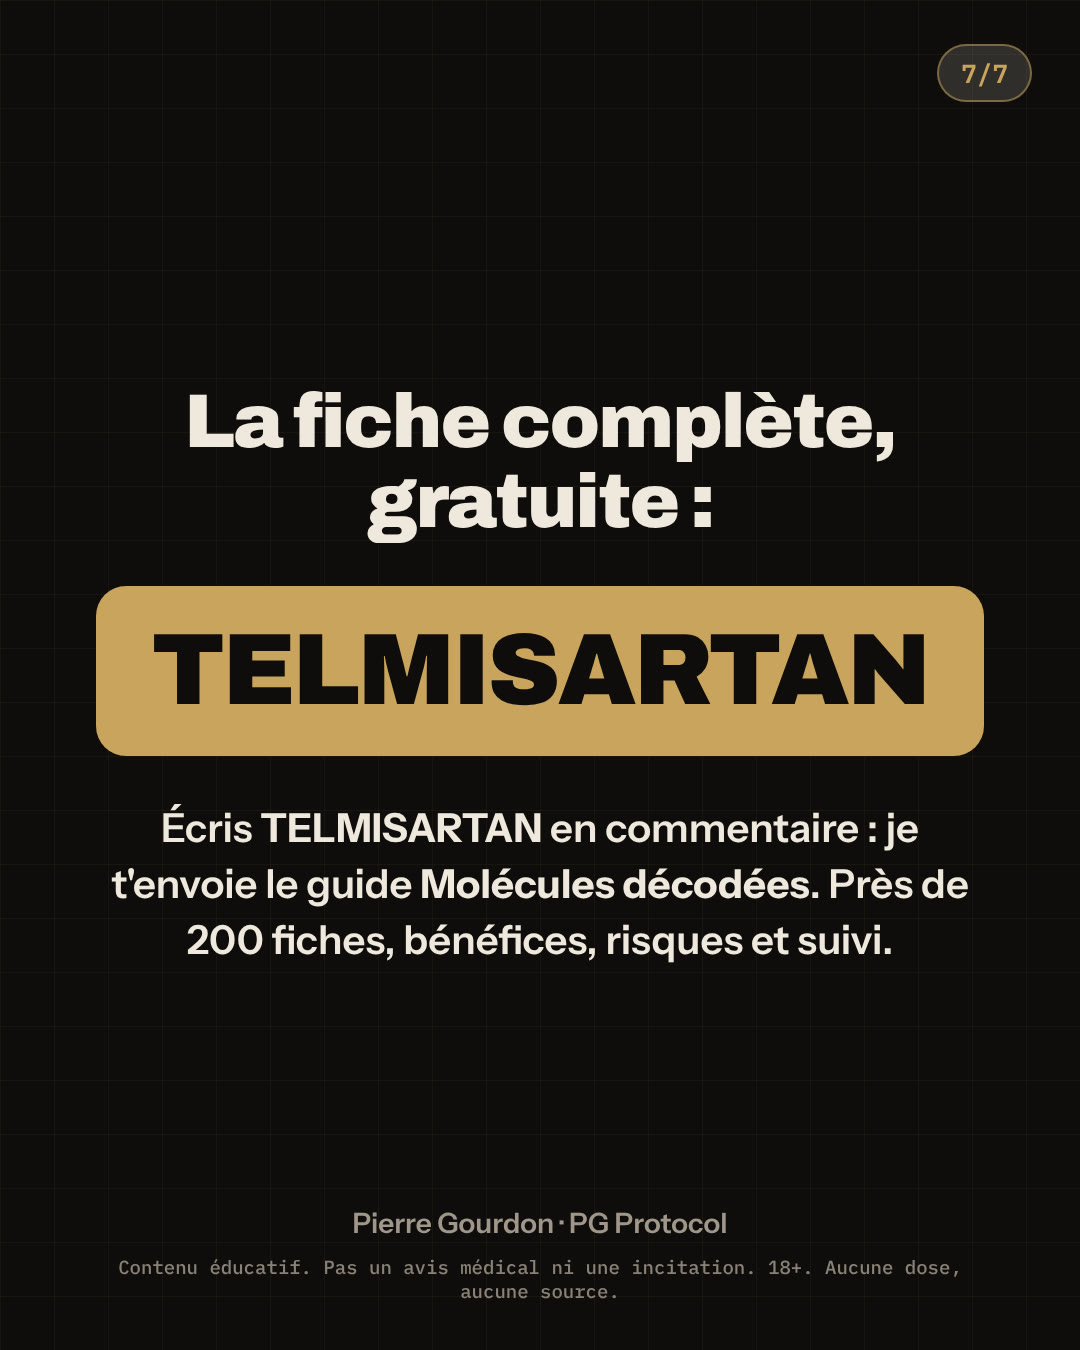 7/7
La fiche complète,
gratuite :
TELMISARTAN
Écris TELMISARTAN en commentaire : je
t'envoie le guide Molécules décodées. Près de
200 fiches, bénéfices, risques et suivi.
Pierre Gourdon · PG Protocol
Contenu éducatif. Pas un avis médical ni une incitation. 18+. Aucune dose,
aucune source.